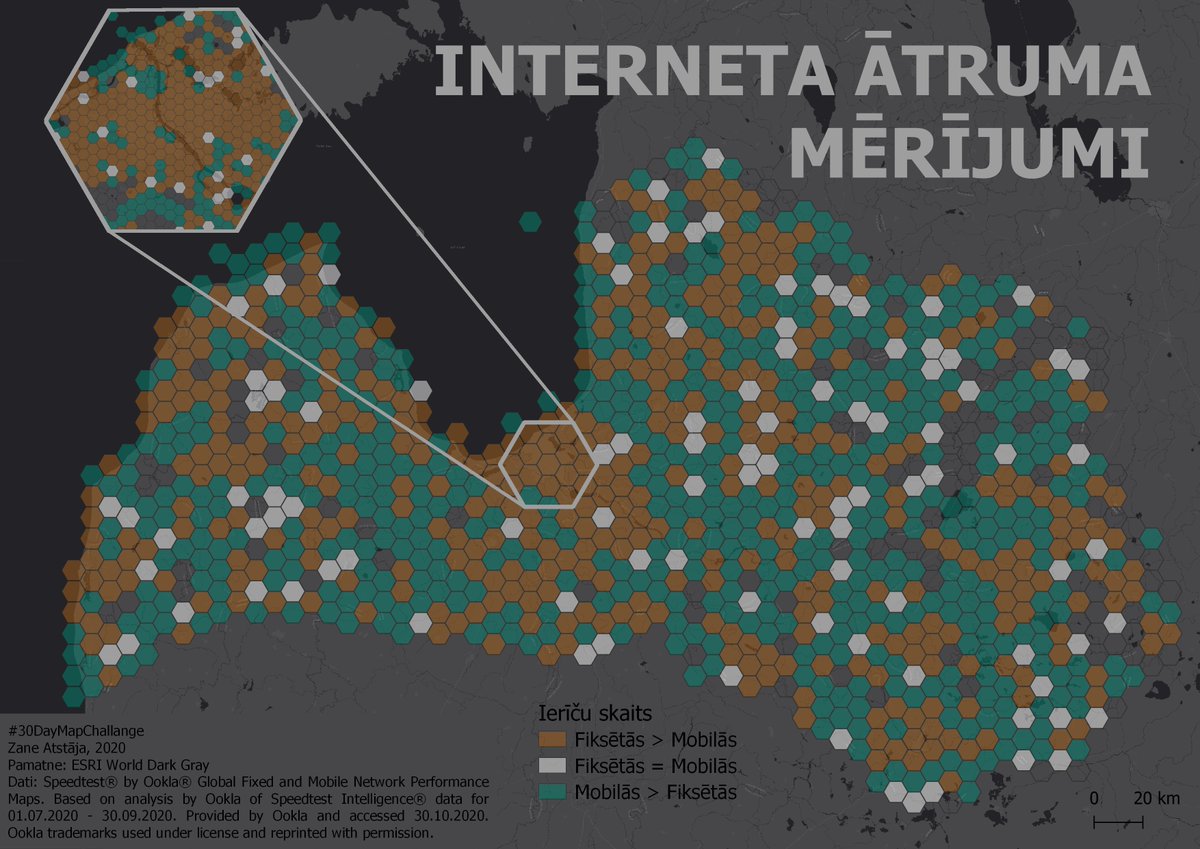 INTERNETA ĀTRUMA
MĒRĪJUMI
Ierīču skaits
Fiksētās > Mobilās
Fiksētās = Mobilās
Mobilās > Fiksētās
#30DayMapChallange
Zane Atstāja, 2020
Pamatne: ESRI World Dark Gray
Dati: Speedtest® by Ookla® Global Fixed and Mobile Network Performance
Maps. Based on analysis by Ookla of Speedtest Intelligence® data for
01.07.2020 - 30.09.2020. Provided by Ookla and accessed 30.10.2020.
Ookla trademarks used under license and reprinted with permission.
0 20 km